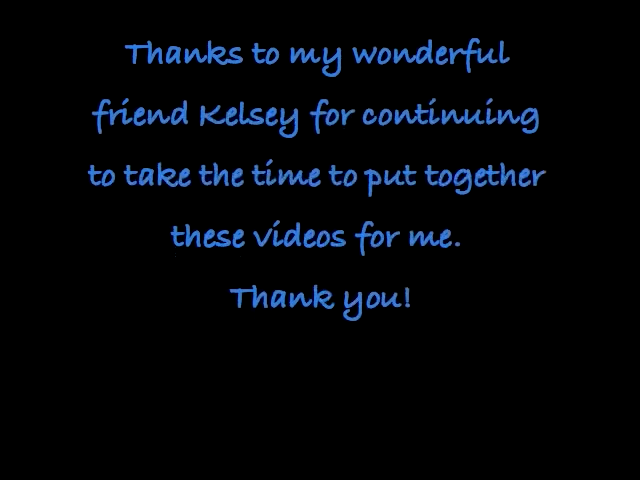 Thanks to my wonderful
friend Kelsey for continuing
to take the time to put together
these videos for me.
Thank you!